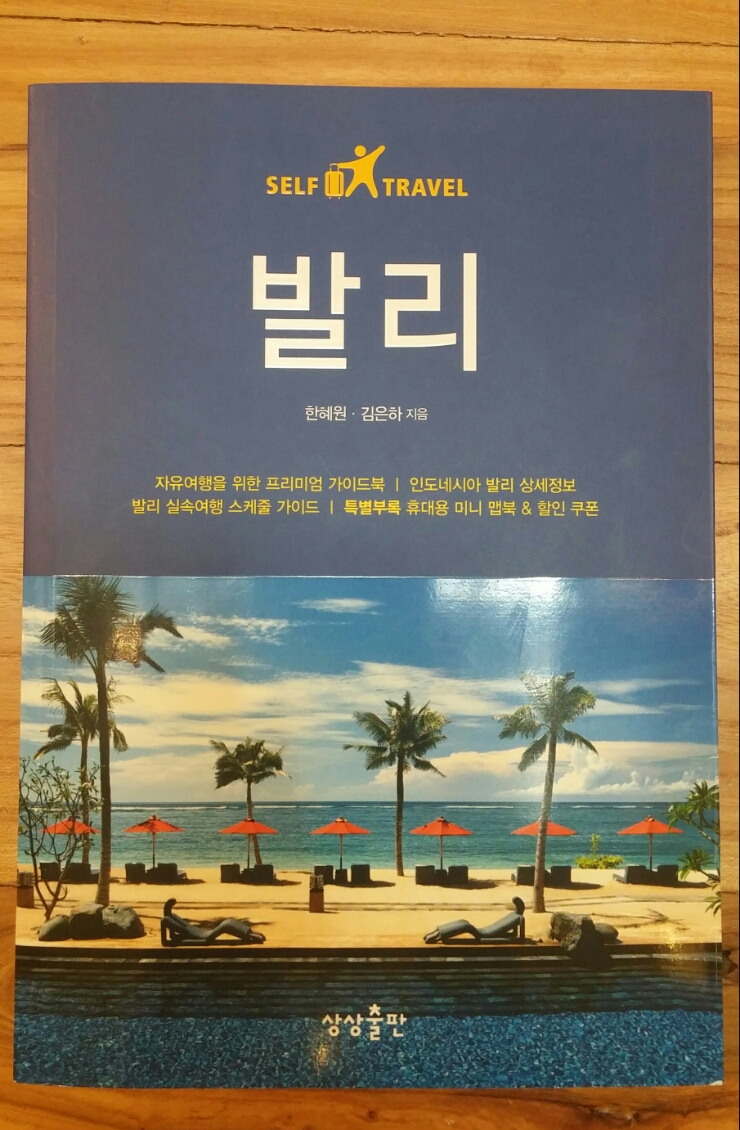 SELF TRAVEL
발리
한혜원 · 김은하 지음
자유여행을 위한 프리미엄 가이드북 ㅣ 인도네시아 발리 상세정보
발리 실속여행 스케줄 가이드 ㅣ 특별부록 휴대용 미니 맵북 & 할인 쿠폰
상상출판